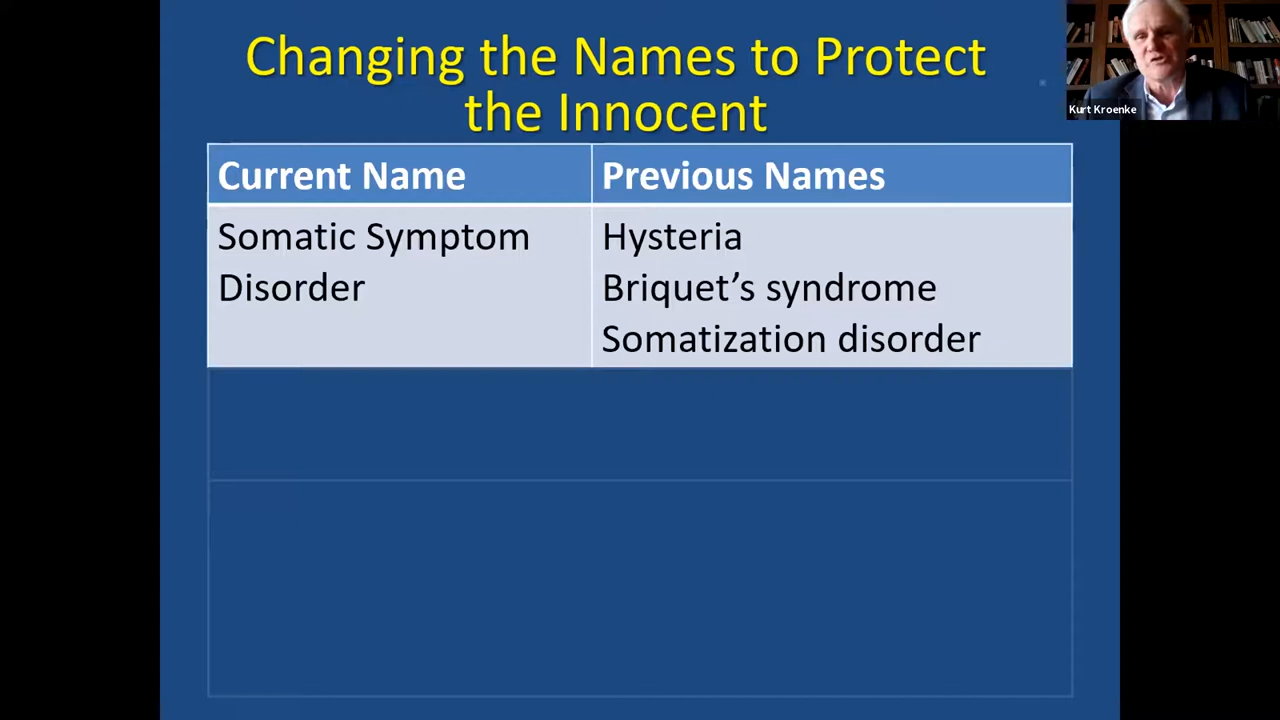 Changing the Names to Protect
the Innocent
Kurt Kroenke
Current Name
Previous Names
Somatic Symptom
Disorder
Hysteria
Briquet’s syndrome
Somatization disorder